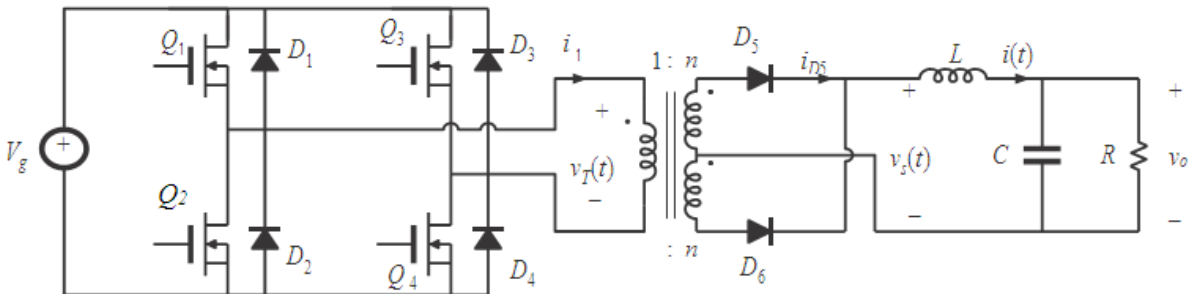 Q1
D1
Q3
D3
i1
1 : n
D5
iD5
L
i(t)
+
Vg
+
+
vT(t)
−
+
vs(t)
−
C
R
vo
−
Q2
D2
Q4
D4
: n
D6